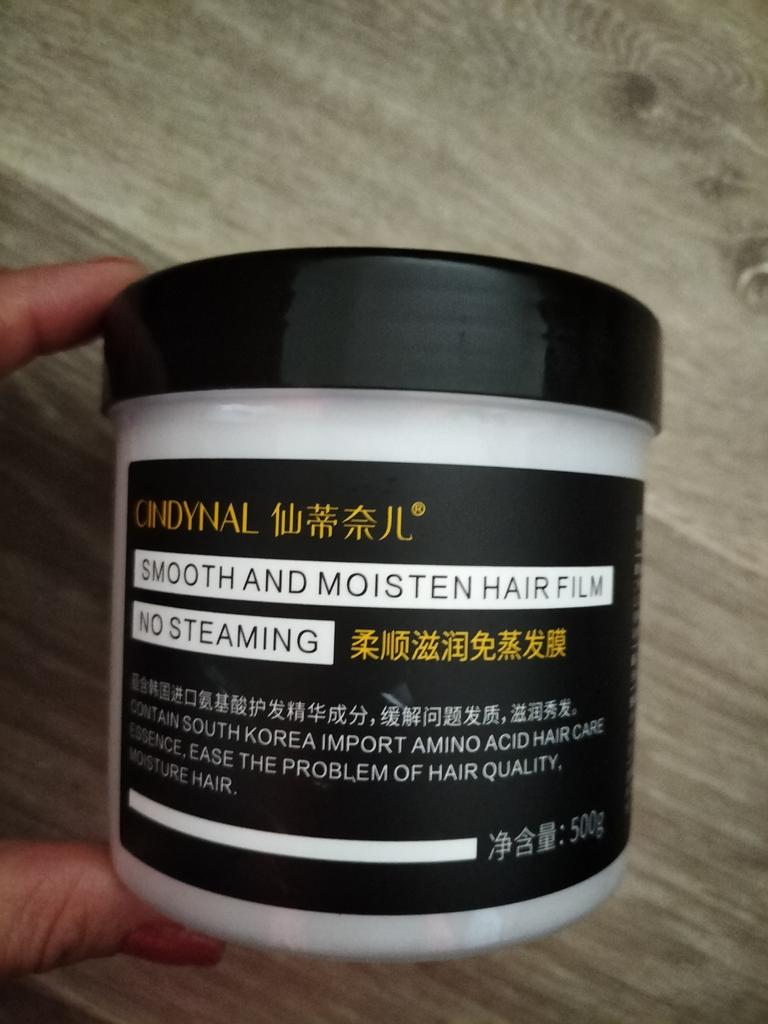 CINDYNAL 仙蒂奈儿®
SMOOTH AND MOISTEN HAIR FILM
NO STEAMING 柔顺滋润免蒸发膜
蕴含韩国进口氨基酸护发精华成分,缓解问题发质,滋润秀发。
CONTAIN SOUTH KOREA IMPORT AMINO ACID HAIR CARE
ESSENCE, EASE THE PROBLEM OF HAIR QUALITY,
MOISTURE HAIR.
净含量:500g